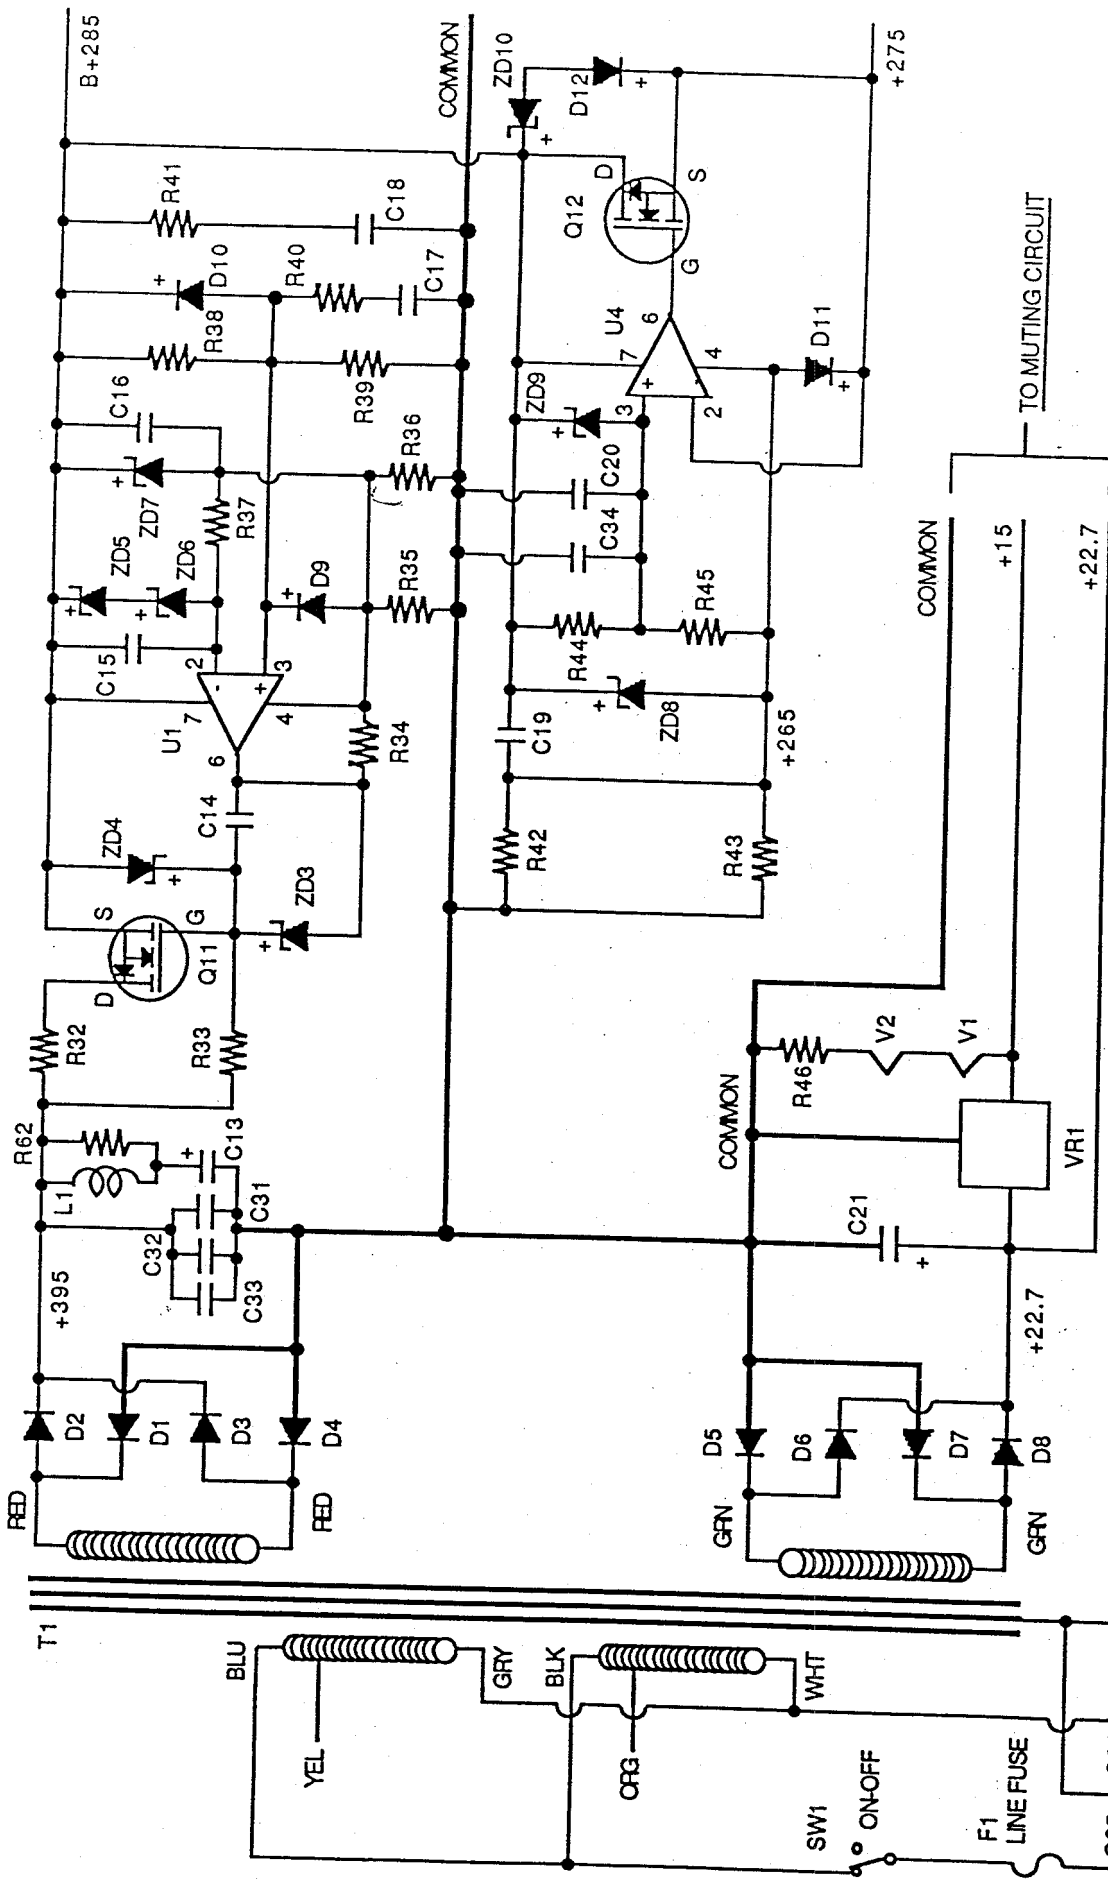 T1
BLU
YEL
GRY
BLK
ORG
WHT
SW1
ON-OFF
F1
LINE FUSE
RED
RED
D2
D1
D3
D4
+395
L1
R62
C32
C33
C31
C13
R32
R33
D
S
G
Q11
ZD4
ZD3
C14
U1
6
7
4
2
3
-
+
R34
C15
ZD5
ZD6
D9
R35
ZD7
R37
C16
R36
R38
R39
D10
R40
C17
R41
C18
B+285
COMMON
R42
R43
C19
ZD8
+265
R44
R45
C34
C20
ZD9
U4
3
2
7
4
6
+
-
D11
Q12
D
G
S
ZD10
D12
+275
GRN
GRN
D5
D6
D7
D8
+22.7
C21
COMMON
VR1
R46
V2
V1
COMMON
+15
+22.7
TO MUTING CIRCUIT